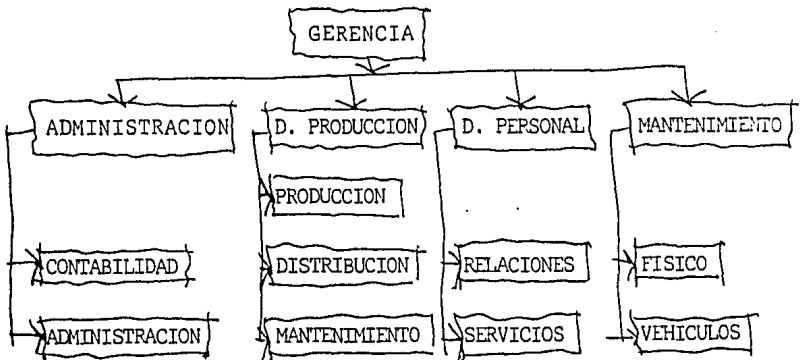 GERENCIA
ADMINISTRACION
D. PRODUCCION
D. PERSONAL
MANTENIMIENTO
PRODUCCION
CONTABILIDAD
DISTRIBUCION
RELACIONES
FISICO
ADMINISTRACION
MANTENIMIENTO
SERVICIOS
VEHICULOS